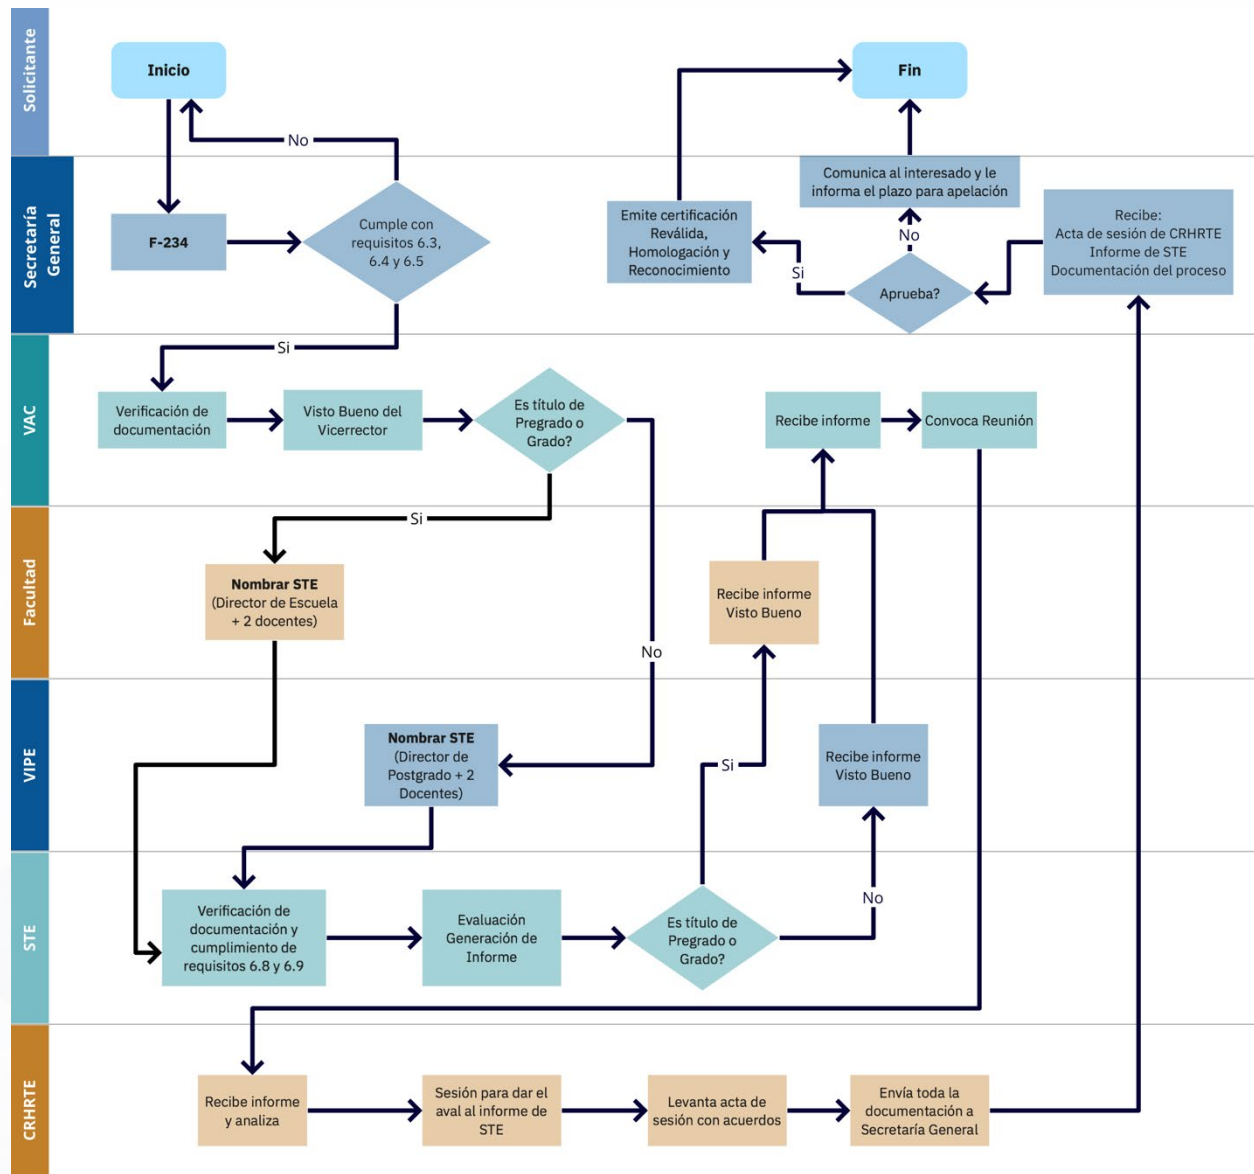 Solicitante
Inicio
Fin
No
Secretaría
General
F-234
Cumple con
requisitos 6.3,
6.4 y 6.5
Emite certificación
Reválida,
Homologación y
Reconocimiento
Comunica al interesado y le
informa el plazo para apelación
No
Si
Aprueba?
Recibe:
Acta de sesión de CRHRTE
Informe de STE
Documentación del proceso
Si
VAC
Verificación de
documentación
Visto Bueno del
Vicerrector
Es título de
Pregrado o
Grado?
Recibe informe
Convoca Reunión
Si
Facultad
Nombrar STE
(Director de Escuela
+ 2 docentes)
Recibe informe
Visto Bueno
No
VIPE
Nombrar STE
(Director de
Postgrado + 2
Docentes)
Si
Recibe informe
Visto Bueno
STE
Verificación de
documentación y
cumplimiento de
requisitos 6.8 y 6.9
Evaluación
Generación de
Informe
Es título de
Pregrado o
Grado?
No
CRHRTE
Recibe informe
y analiza
Sesión para dar el
aval al informe de
STE
Levanta acta de
sesión con acuerdos
Envía toda la
documentación a
Secretaría General